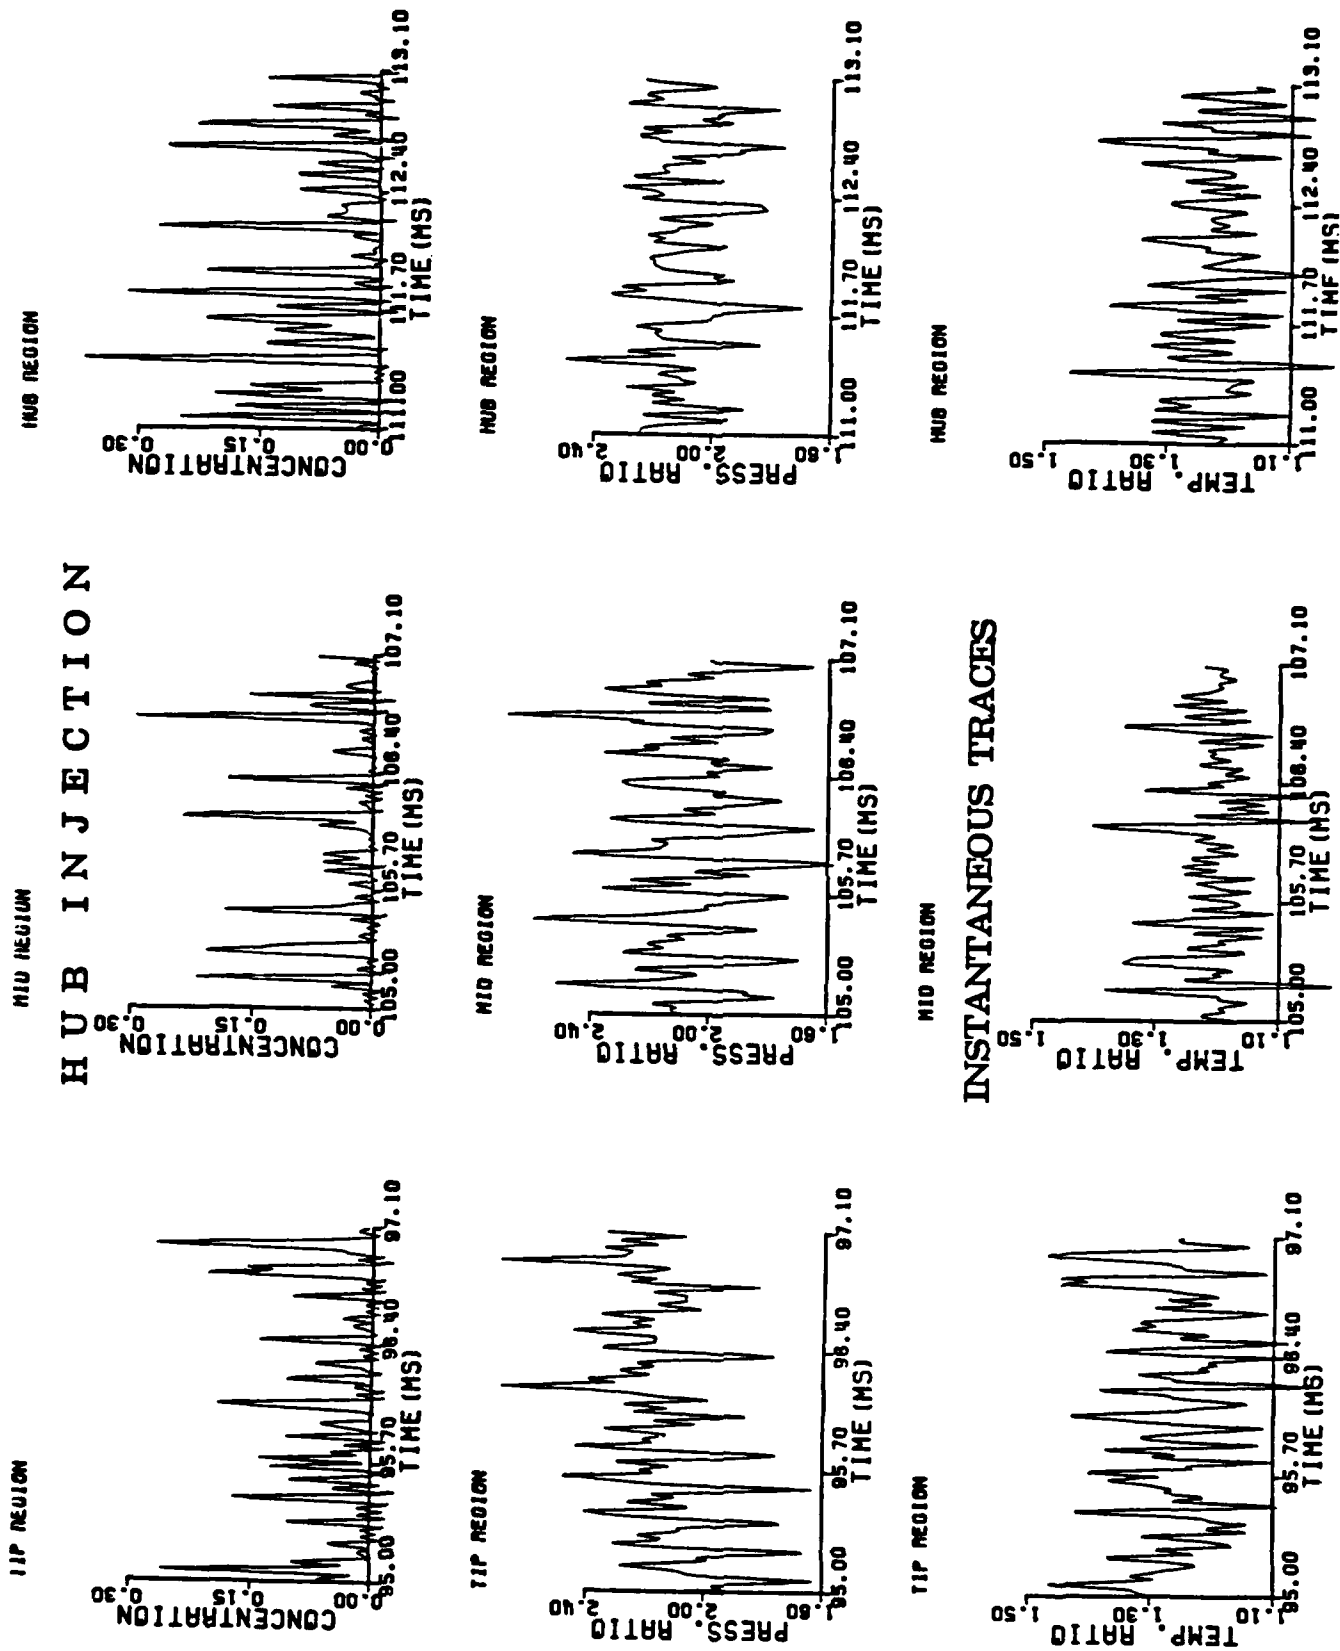 TIP REGION
MID REGION
HUB REGION
HUB INJECTION
CONCENTRATION
0.30
0.15
0.00
95.00 95.70 96.40 97.10
TIME (MS)
CONCENTRATION
0.30
0.15
0.00
105.00 105.70 106.40 107.10
TIME (MS)
CONCENTRATION
0.30
0.15
0.00
111.00 111.70 112.40 113.10
TIME (MS)
TIP REGION
MID REGION
HUB REGION
PRESS. RATIO
2.40
2.00
1.60
95.00 95.70 96.40 97.10
TIME (MS)
PRESS. RATIO
2.40
2.00
1.60
105.00 105.70 106.40 107.10
TIME (MS)
PRESS. RATIO
2.40
2.00
1.60
111.00 111.70 112.40 113.10
TIME (MS)
TIP REGION
MID REGION
HUB REGION
INSTANTANEOUS TRACES
TEMP. RATIO
1.50
1.30
1.10
95.00 95.70 96.40 97.10
TIME (MS)
TEMP. RATIO
1.50
1.30
1.10
105.00 105.70 106.40 107.10
TIME (MS)
TEMP. RATIO
1.50
1.30
1.10
111.00 111.70 112.40 113.10
TIME (MS)